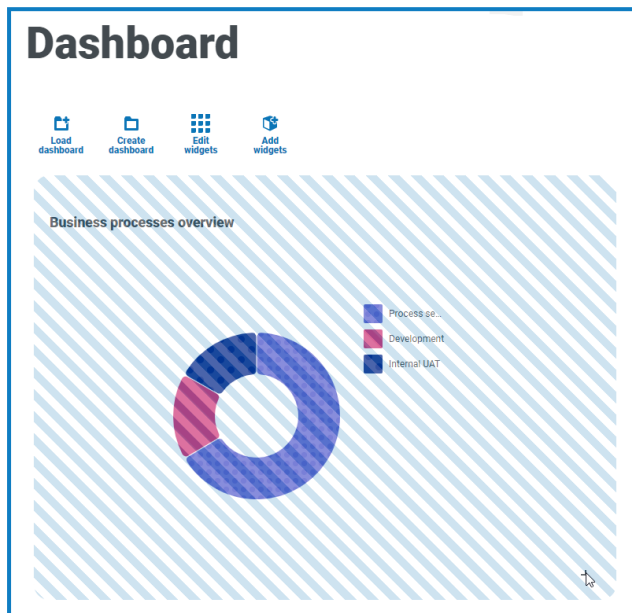 Dashboard
Load
dashboard
Create
dashboard
Edit
widgets
Add
widgets
Business processes overview
Process se...
Development
Internal UAT